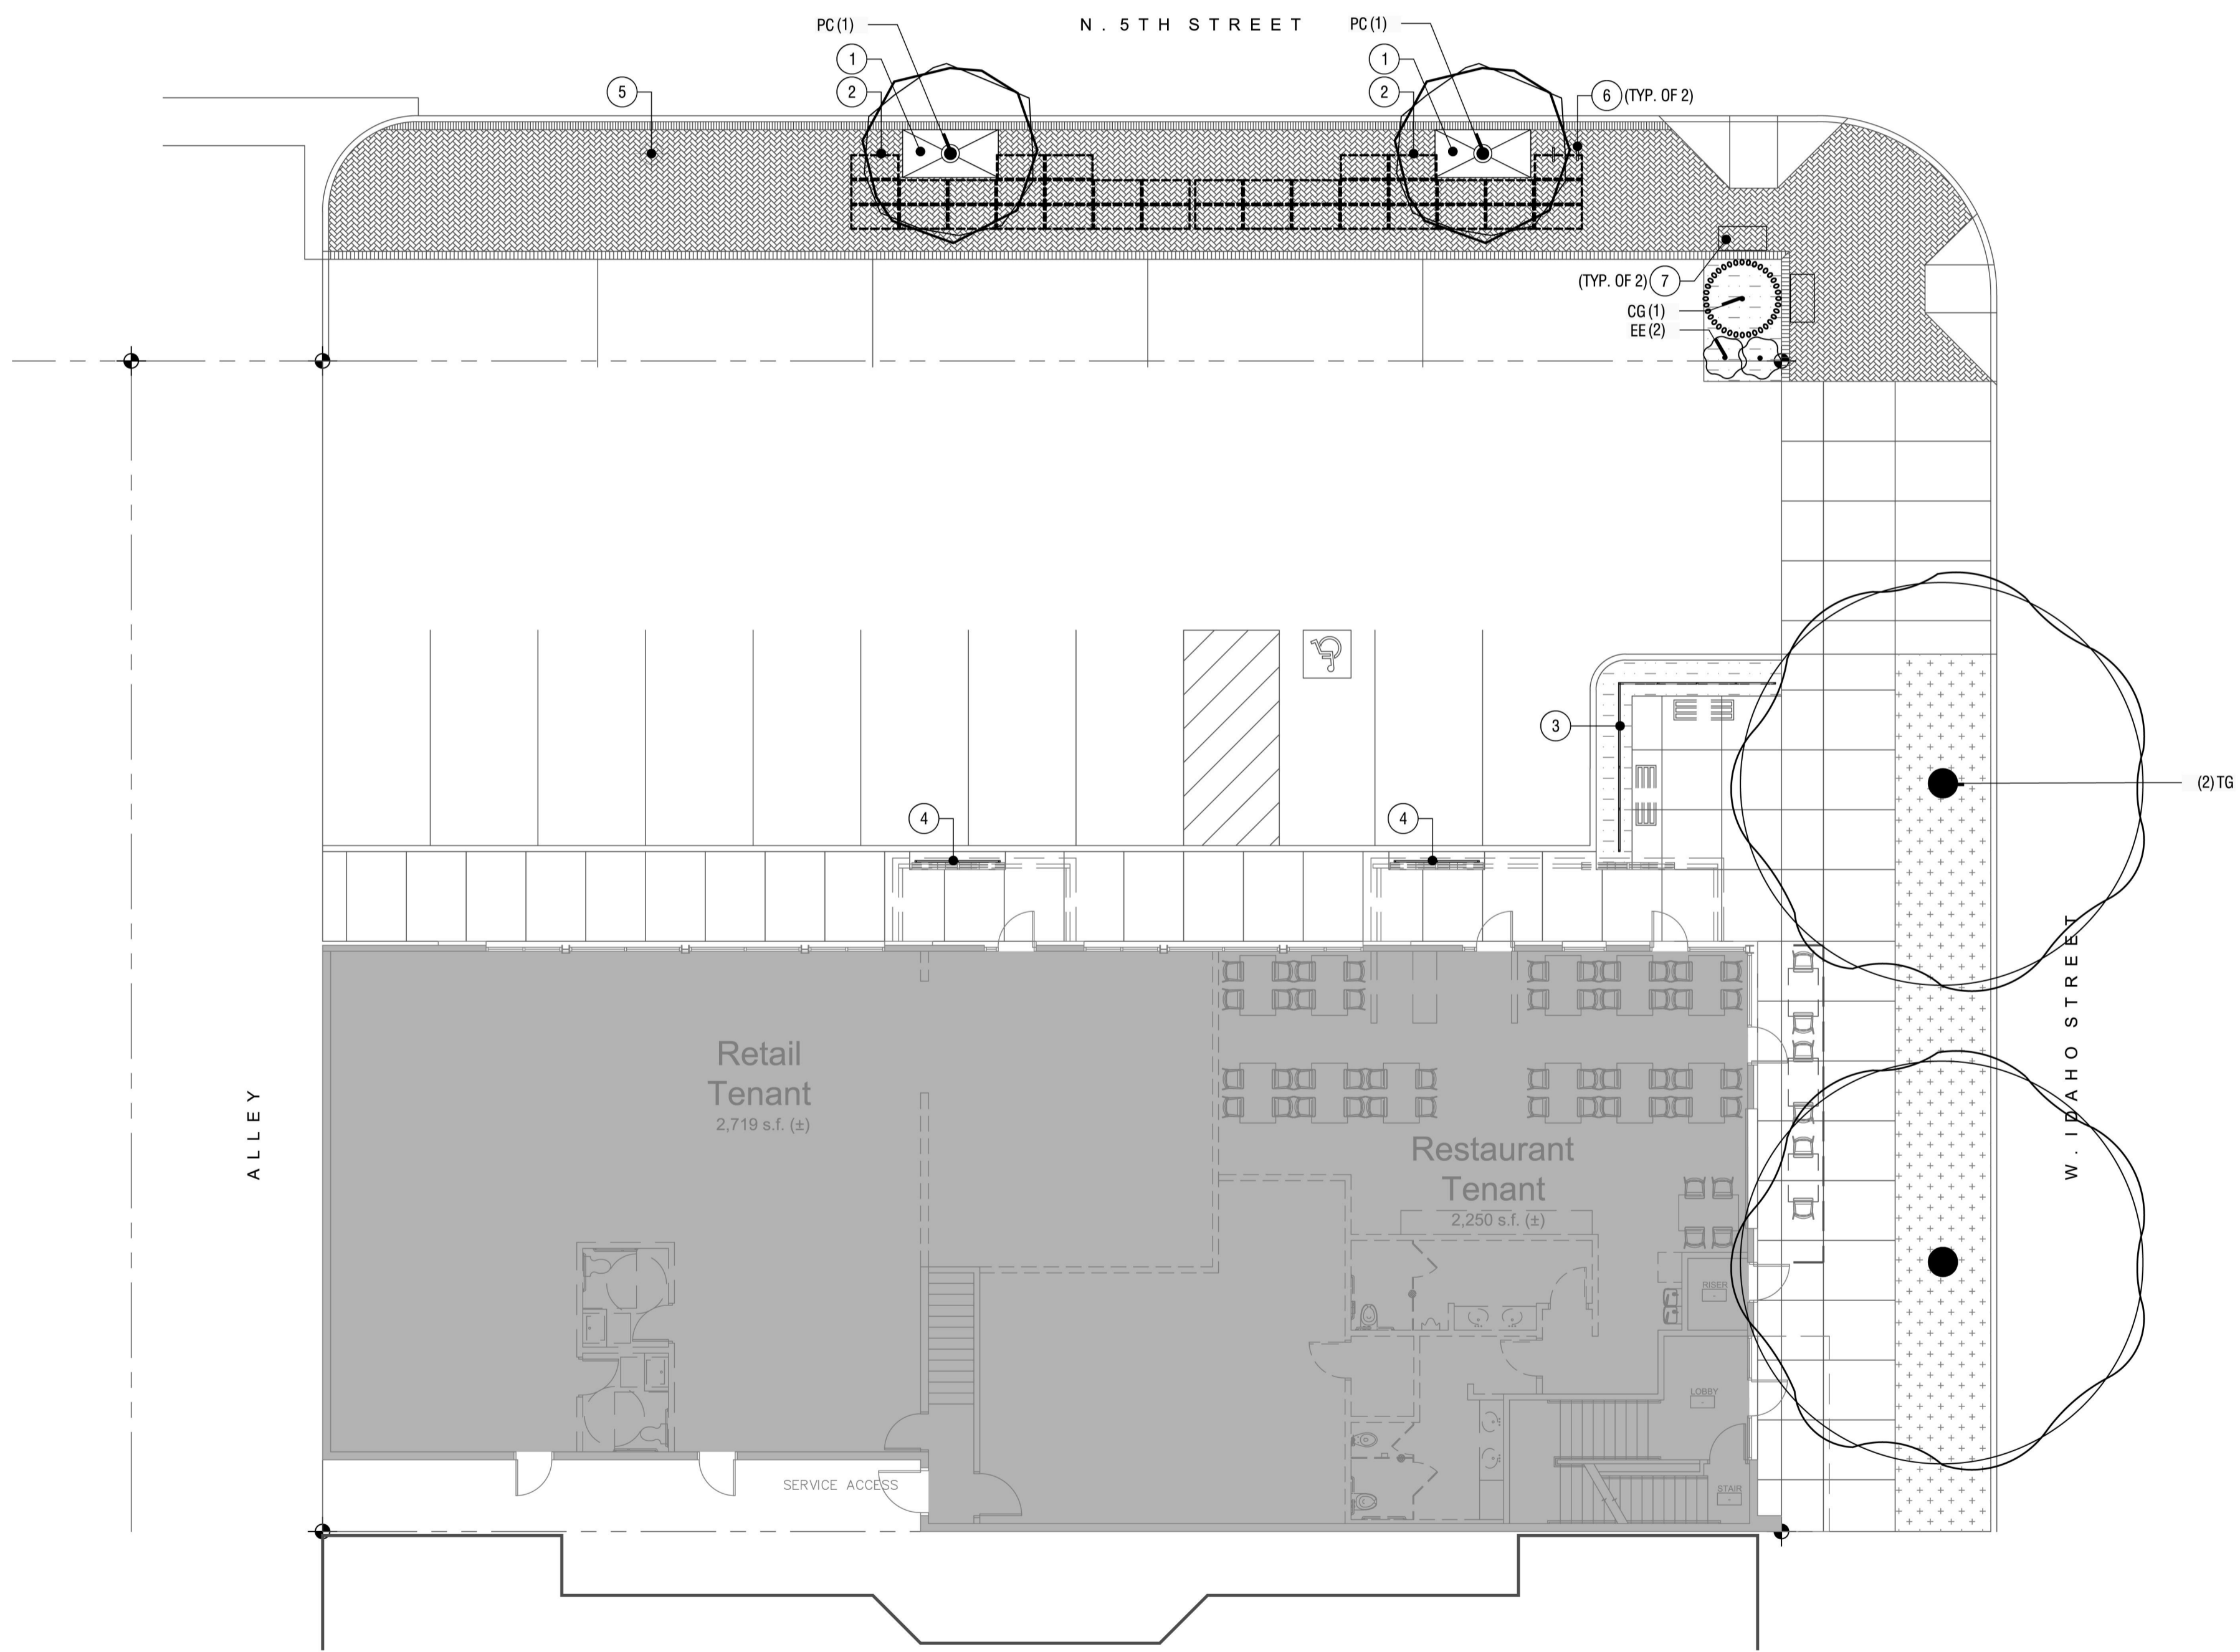 N. 5TH STREET
PC(1)
PC(1)
1
1
2
2
5
6 (TYP. OF 2)
(TYP. OF 2) 7
CG(1)
EE(2)
3
(2)TG
4
4
Retail
Tenant
2,719 s.f. (±)
Restaurant
Tenant
2,250 s.f. (±)
ALLEY
W. IDAHO STREET
RISER
LOBBY
STAIR
SERVICE ACCESS